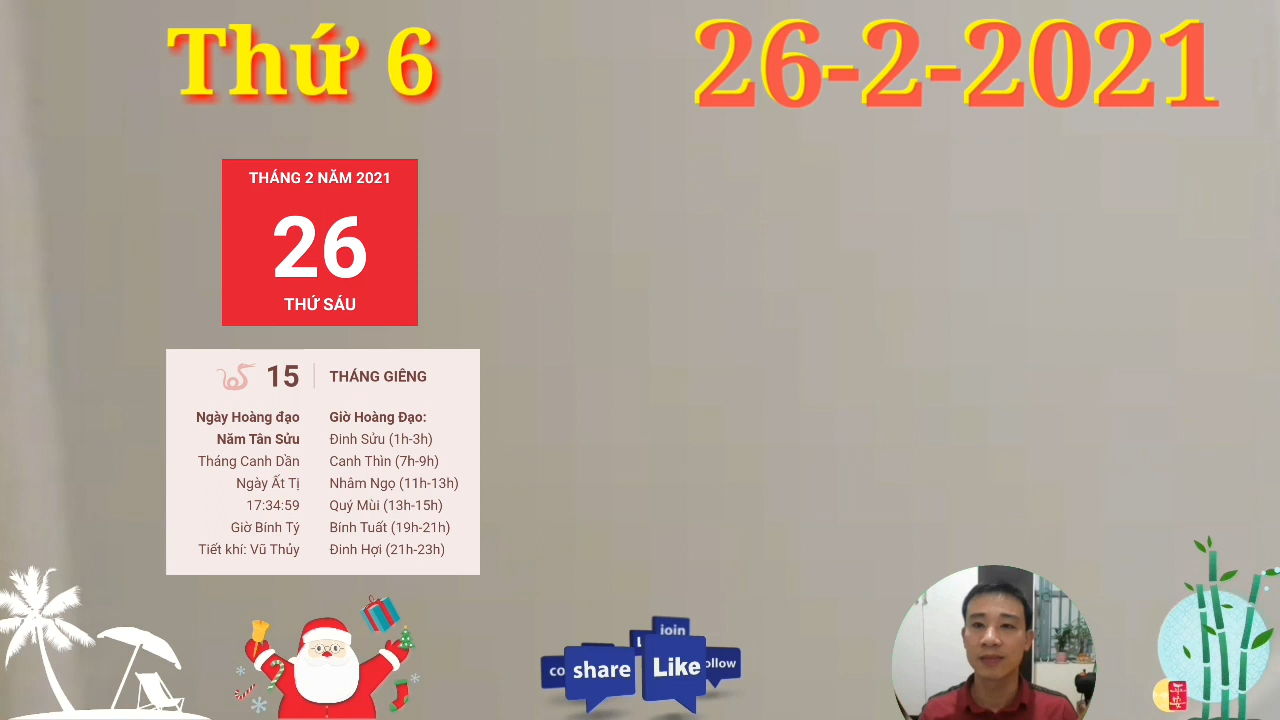 Thứ 6
26-2-2021
THÁNG 2 NĂM 2021
26
THỨ SÁU
15
THÁNG GIÊNG
Ngày Hoàng đạo
Năm Tân Sửu
Tháng Canh Dần
Ngày Ất Tị
17:34:59
Giờ Bính Tý
Tiết khí: Vũ Thủy
Giờ Hoàng Đạo:
Đinh Sửu (1h-3h)
Canh Thìn (7h-9h)
Nhâm Ngọ (11h-13h)
Quý Mùi (13h-15h)
Bính Tuất (19h-21h)
Đinh Hợi (21h-23h)
join
L
co
share
Like
ollow